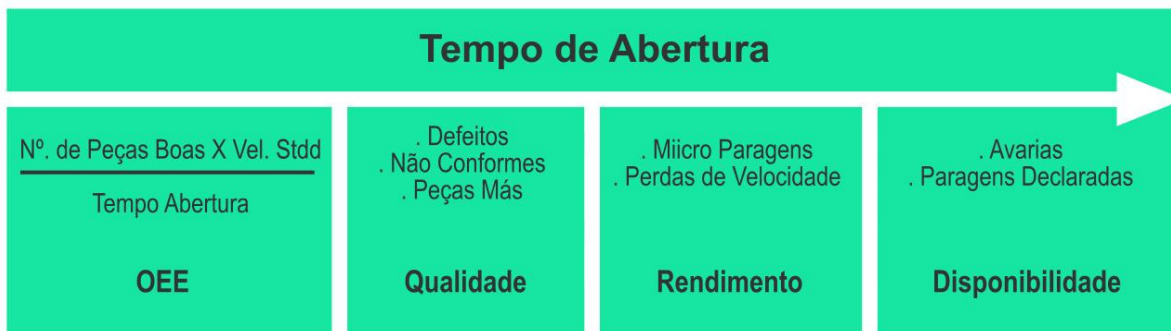 Tempo de Abertura
Nº. de Peças Boas X Vel. Stdd
Tempo Abertura
OEE
. Defeitos
. Não Conformes
. Peças Más
Qualidade
. Miicro Paragens
. Perdas de Velocidade
Rendimento
. Avarias
. Paragens Declaradas
Disponibilidade